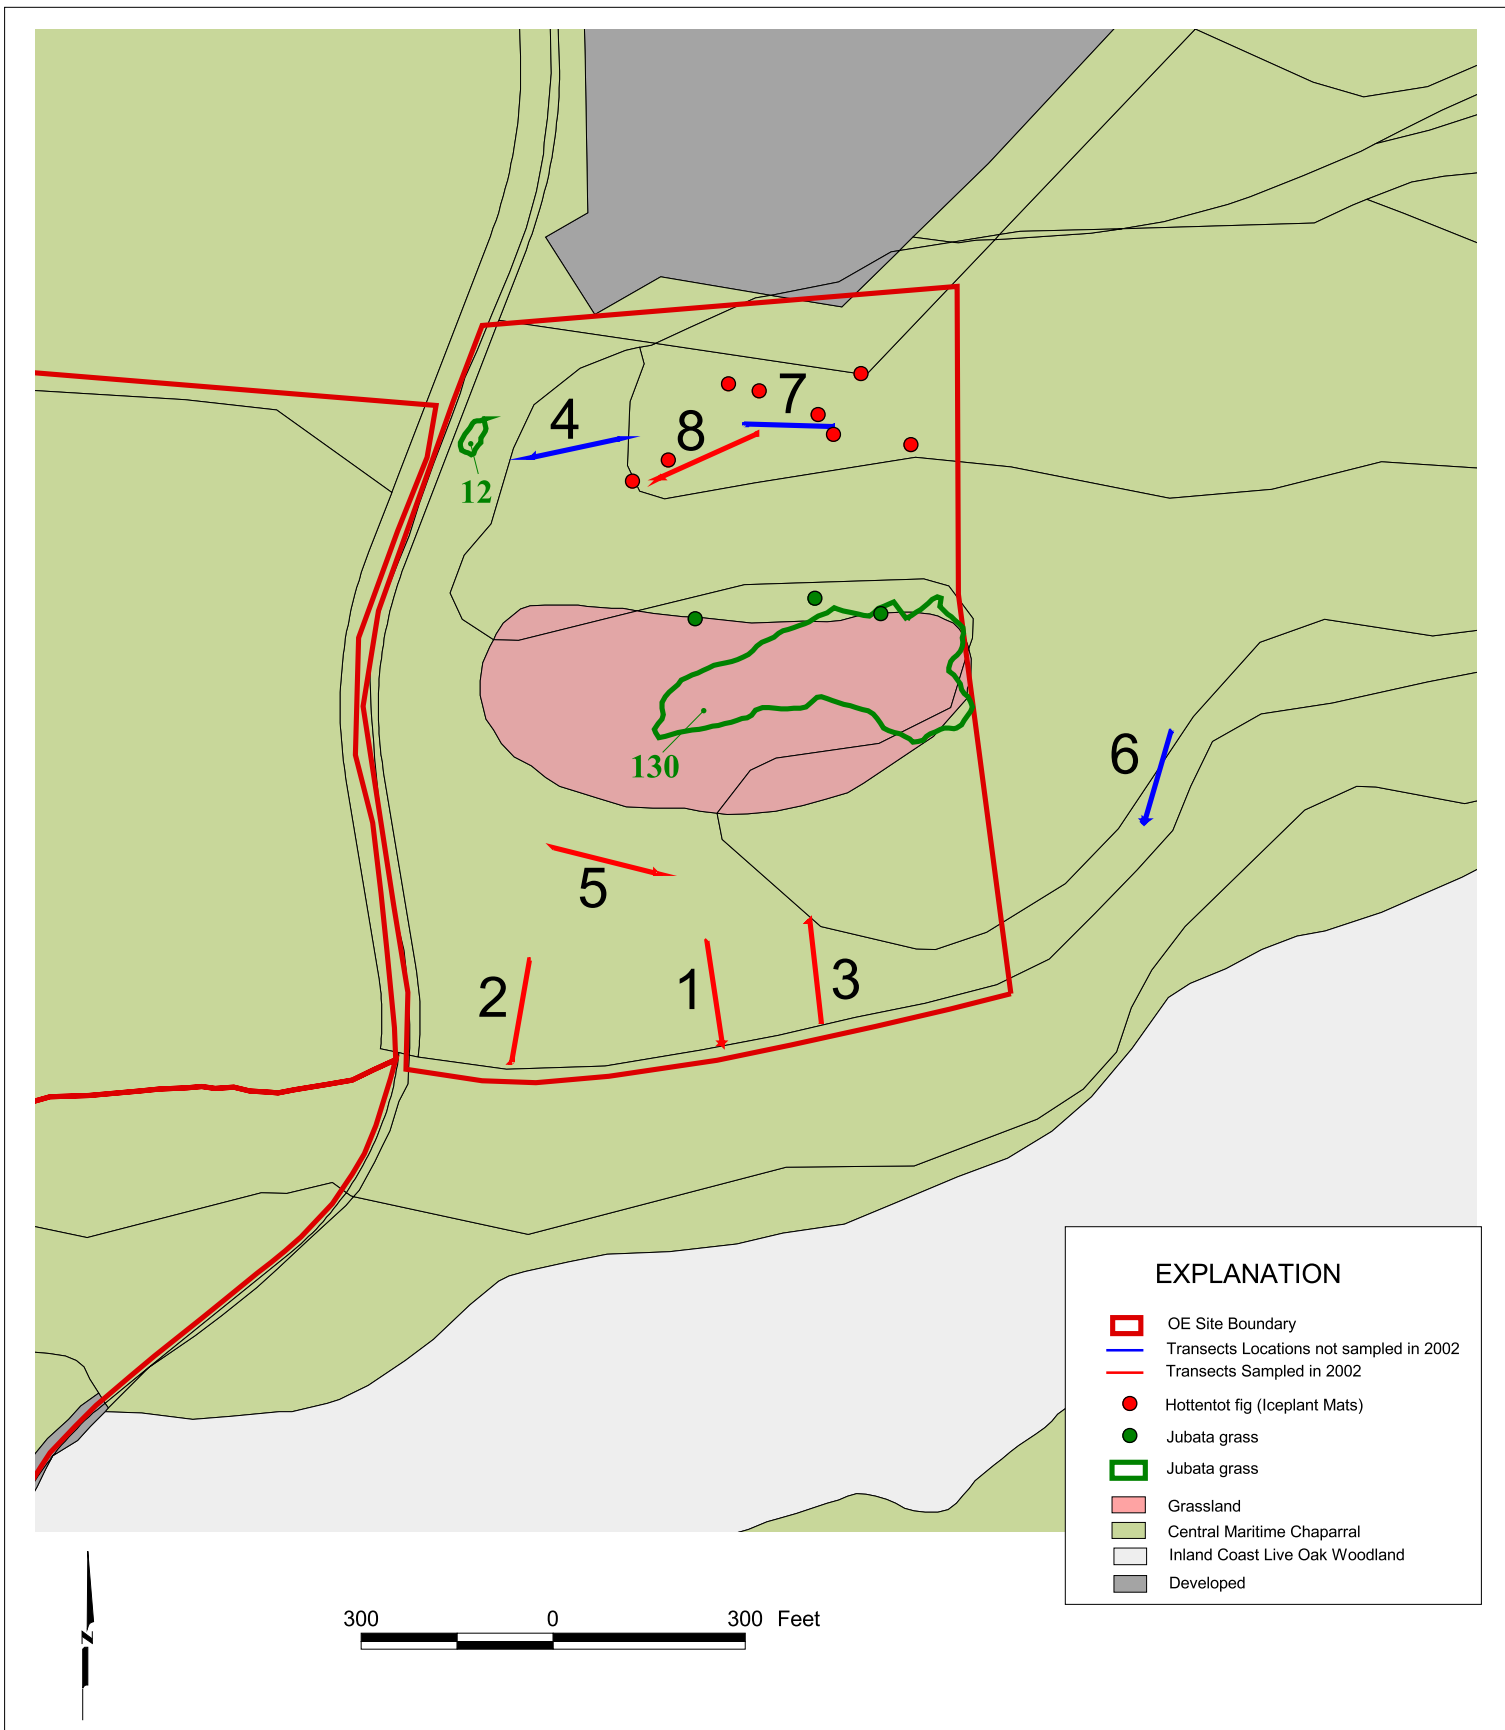 7
4
8
12
130
6
5
2
1
3
EXPLANATION
OE Site Boundary
Transects Locations not sampled in 2002
Transects Sampled in 2002
Hottentot fig (Iceplant Mats)
Jubata grass
Jubata grass
Grassland
Central Maritime Chaparral
Inland Coast Live Oak Woodland
Developed
300 0 300 Feet
N